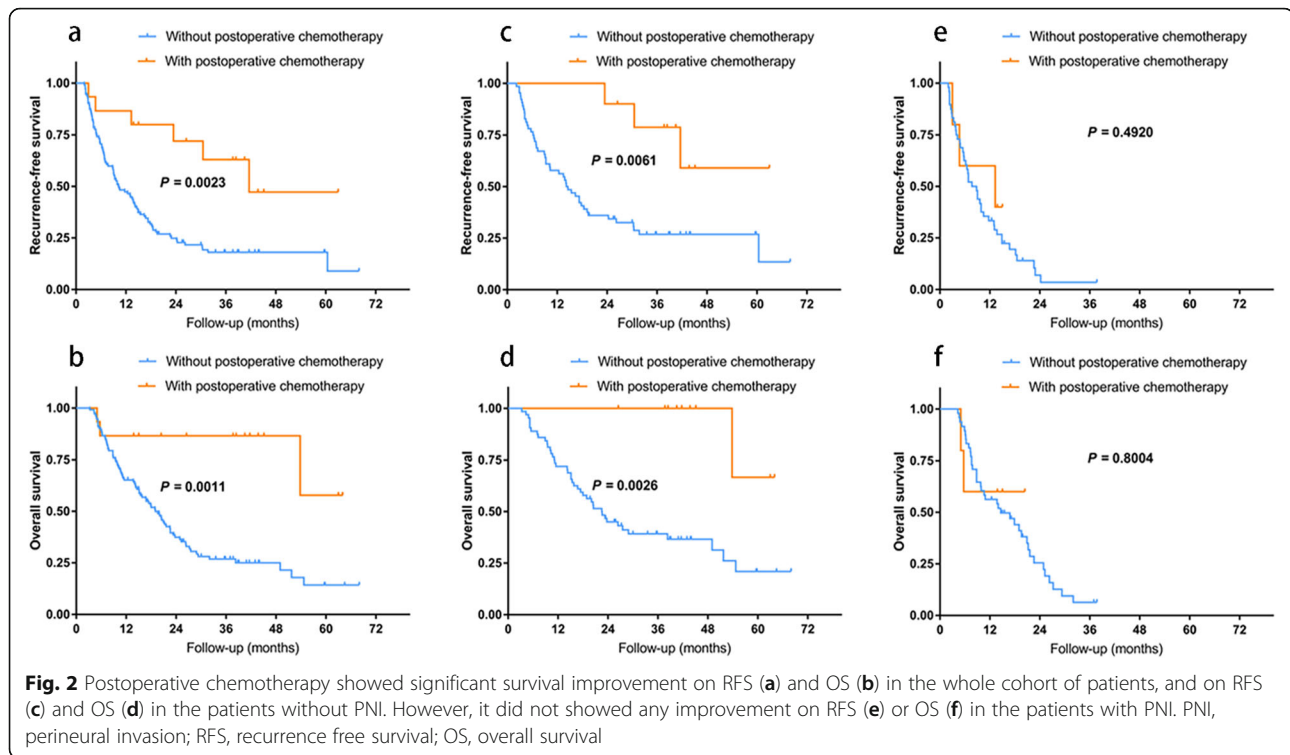 a
Without postoperative chemotherapy
With postoperative chemotherapy
1.00
0.75
0.50
0.25
0.00
Recurrence-free survival
P = 0.0023
0 12 24 36 48 60 72
Follow-up (months)
c
Without postoperative chemotherapy
With postoperative chemotherapy
1.00
0.75
0.50
0.25
0.00
Recurrence-free survival
P = 0.0061
0 12 24 36 48 60 72
Follow-up (months)
e
Without postoperative chemotherapy
With postoperative chemotherapy
1.00
0.75
0.50
0.25
0.00
Recurrence-free survival
P = 0.4920
0 12 24 36 48 60 72
Follow-up (months)
b
Without postoperative chemotherapy
With postoperative chemotherapy
1.00
0.75
0.50
0.25
0.00
Overall survival
P = 0.0011
0 12 24 36 48 60 72
Follow-up (months)
d
Without postoperative chemotherapy
With postoperative chemotherapy
1.00
0.75
0.50
0.25
0.00
Overall survival
P = 0.0026
0 12 24 36 48 60 72
Follow-up (months)
f
Without postoperative chemotherapy
With postoperative chemotherapy
1.00
0.75
0.50
0.25
0.00
Overall survival
P = 0.8004
0 12 24 36 48 60 72
Follow-up (months)
Fig. 2 Postoperative chemotherapy showed significant survival improvement on RFS (a) and OS (b) in the whole cohort of patients, and on RFS
(c) and OS (d) in the patients without PNI. However, it did not showed any improvement on RFS (e) or OS (f) in the patients with PNI. PNI,
perineural invasion; RFS, recurrence free survival; OS, overall survival